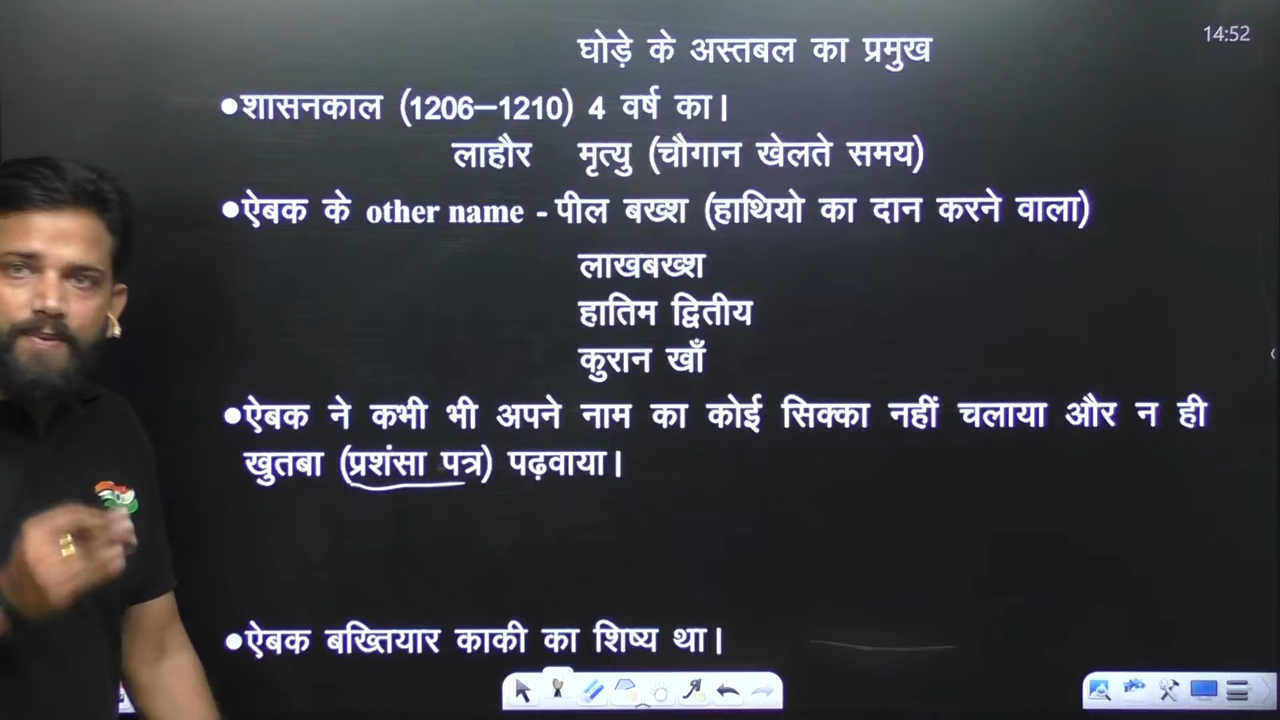 14:52
घोड़े के अस्तबल का प्रमुख
•शासनकाल (1206–1210) 4 वर्ष का।
लाहौर मृत्यु (चौगान खेलते समय)
•ऐबक के other name - पील बख्श (हाथियो का दान करने वाला)
लाखबख्श
हातिम द्वितीय
कुरान खाँ
•ऐबक ने कभी भी अपने नाम का कोई सिक्का नहीं चलाया और न ही
खुतबा (प्रशंसा पत्र) पढ़वाया।
•ऐबक बख्तियार काकी का शिष्य था।